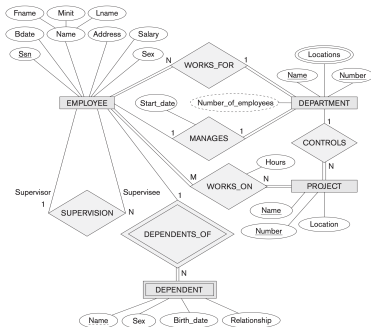 Fname Minit Lname
Bdate Name Address Salary
Ssn Sex
N WORKS_FOR 1
Locations
Name Number
EMPLOYEE Start_date Number_of_employees DEPARTMENT
1 MANAGES 1 1
CONTROLS
Hours
M WORKS_ON N N
PROJECT
Supervisor Supervisee
1 SUPERVISION N 1
Name
Number Location
DEPENDENTS_OF
N
DEPENDENT
Name Sex Birth_date Relationship